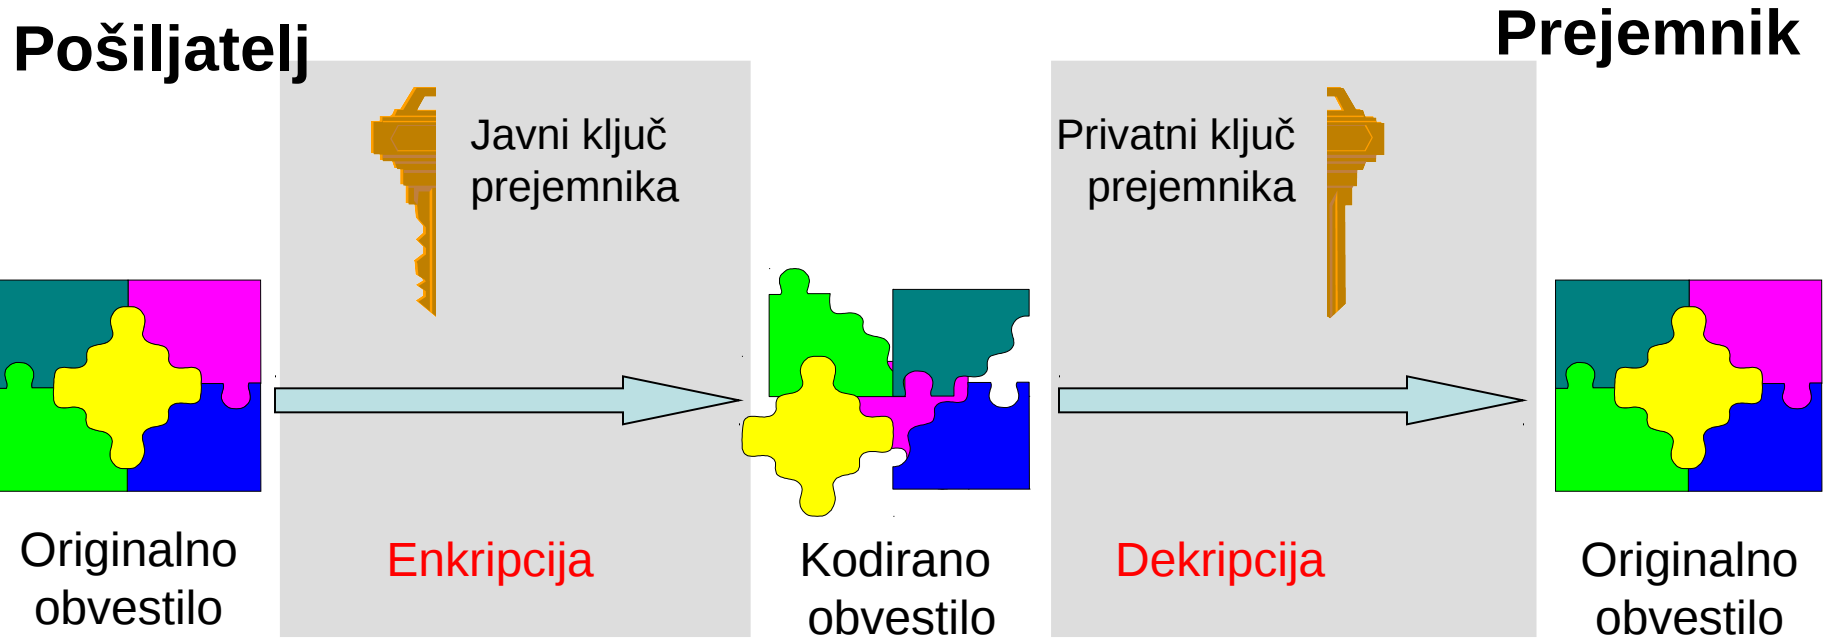 Pošiljatelj
Prejemnik
Javni ključ
prejemnika
Privatni ključ
prejemnika
Originalno
obvestilo
Enkripcija
Kodirano
obvestilo
Dekripcija
Originalno
obvestilo